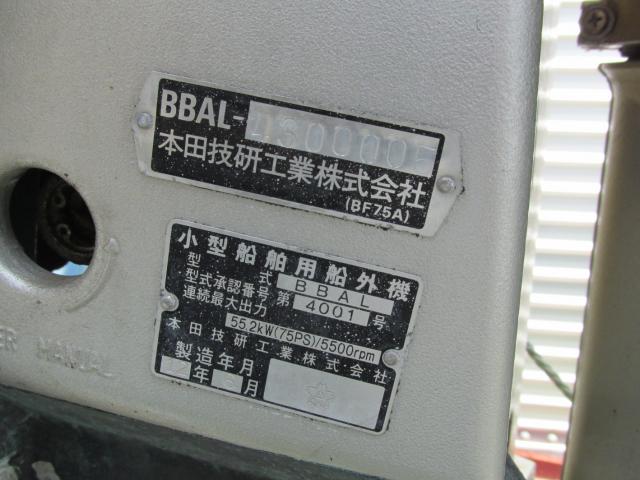 BBAL-
本田技研工業株式会社
(BF75A)
小型船舶用船外機
型式 BBAL
型式承認番号 第 4001 号
連続最大出力 55.2kW(75PS)/5500rpm
本田技研工業株式会社
製造年月
年 月
MANUAL